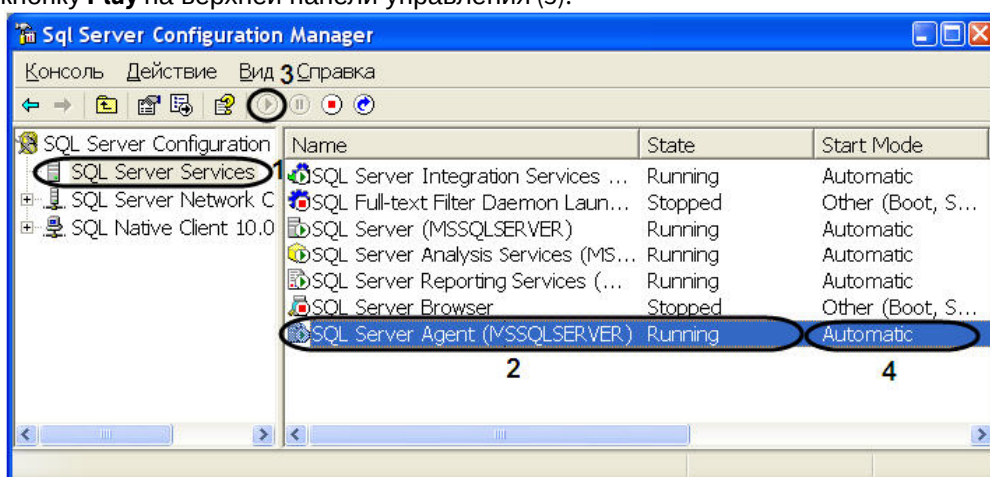 кнопку Play на верхней панели управления (3).
Sql Server Configuration Manager
Консоль Действие Вид 3 Справка
SQL Server Configuration
SQL Server Services 1
SQL Server Network C
SQL Native Client 10.0
Name State Start Mode
SQL Server Integration Services ... Running Automatic
SQL Full-text Filter Daemon Laun... Stopped Other (Boot, S...
SQL Server (MSSQLSERVER) Running Automatic
SQL Server Analysis Services (MS... Running Automatic
SQL Server Reporting Services (... Running Automatic
SQL Server Browser Stopped Other (Boot, S...
SQL Server Agent (MSSQLSERVER) Running Automatic
2 4